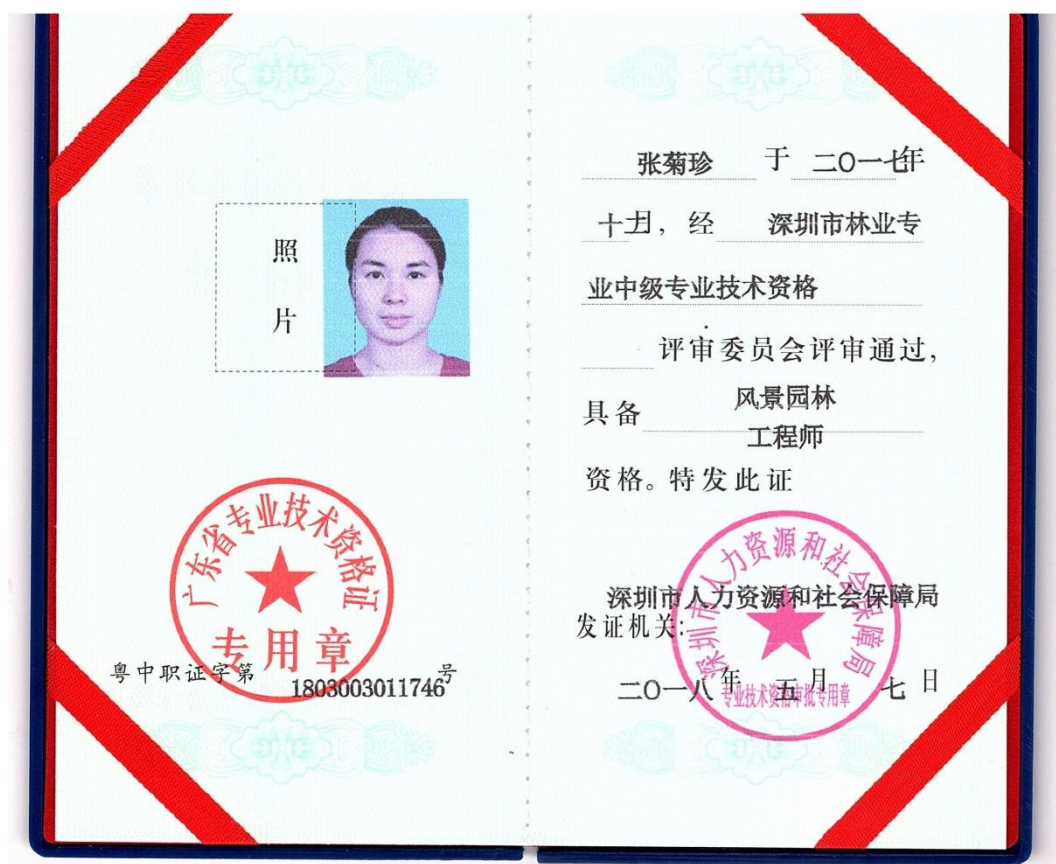 照
片
广东省专业技术资格证
专用章
粤中职证字第 1803003011746 号
张菊珍 于 二〇一七年
十月，经 深圳市林业专
业中级专业技术资格
评审委员会评审通过，
具备 风景园林
工程师
资格。特发此证
深圳市人力资源和社会保障局
深圳市人力资源和社会保障局
发证机关：
二〇一八年 五月 七日
专业技术资格审批专用章